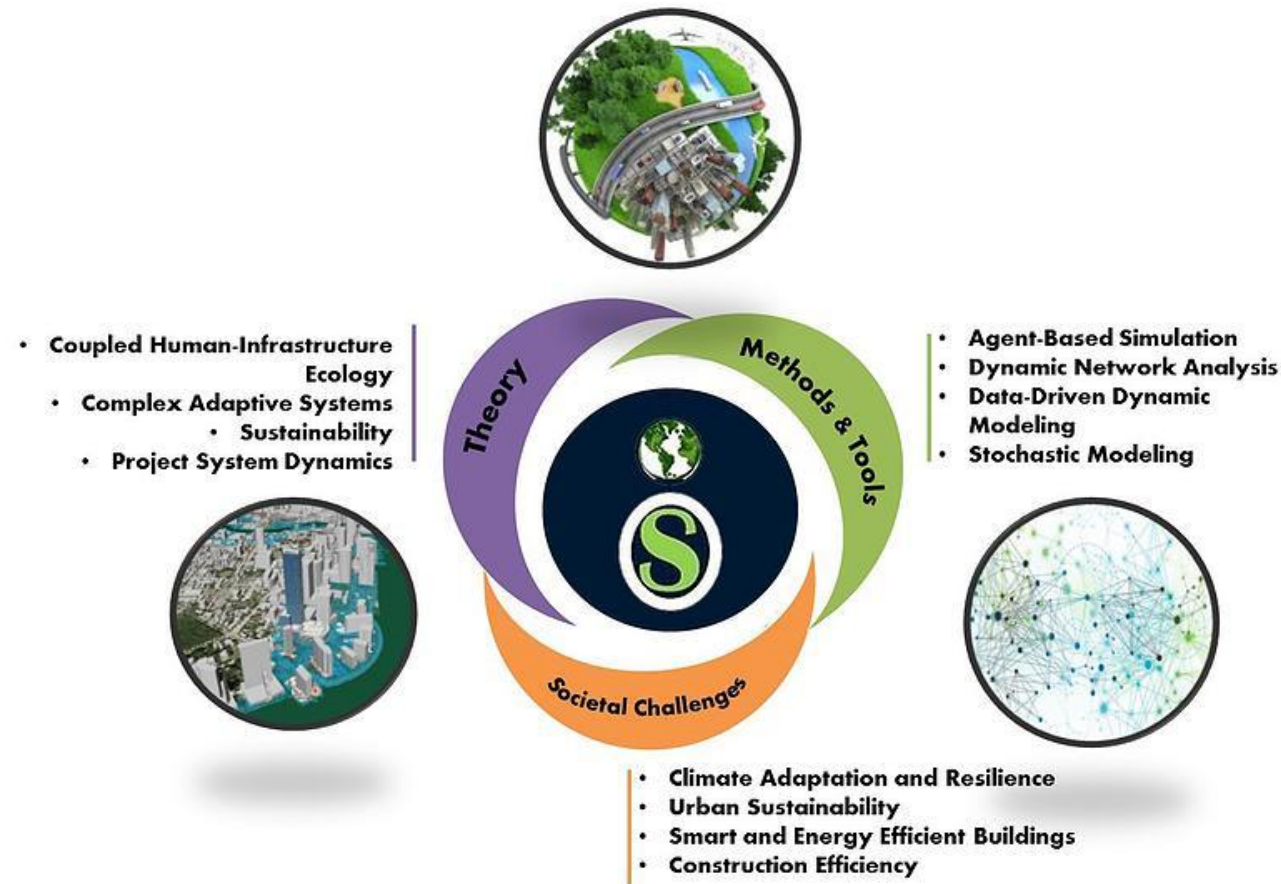 Theory
Methods & Tools
Societal Challenges
S
• Coupled Human-Infrastructure
Ecology
• Complex Adaptive Systems
• Sustainability
• Project System Dynamics
• Agent-Based Simulation
• Dynamic Network Analysis
• Data-Driven Dynamic
Modeling
• Stochastic Modeling
• Climate Adaptation and Resilience
• Urban Sustainability
• Smart and Energy Efficient Buildings
• Construction Efficiency